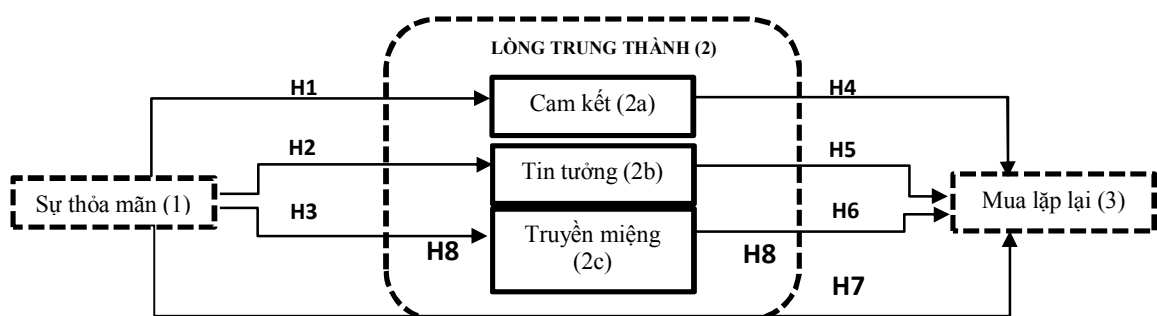 LÒNG TRUNG THÀNH (2)
H1
Cam kết (2a)
H4
H2
Tin tưởng (2b)
H5
Sự thỏa mãn (1)
H3
Truyền miệng
(2c)
H6
Mua lặp lại (3)
H8
H8
H7